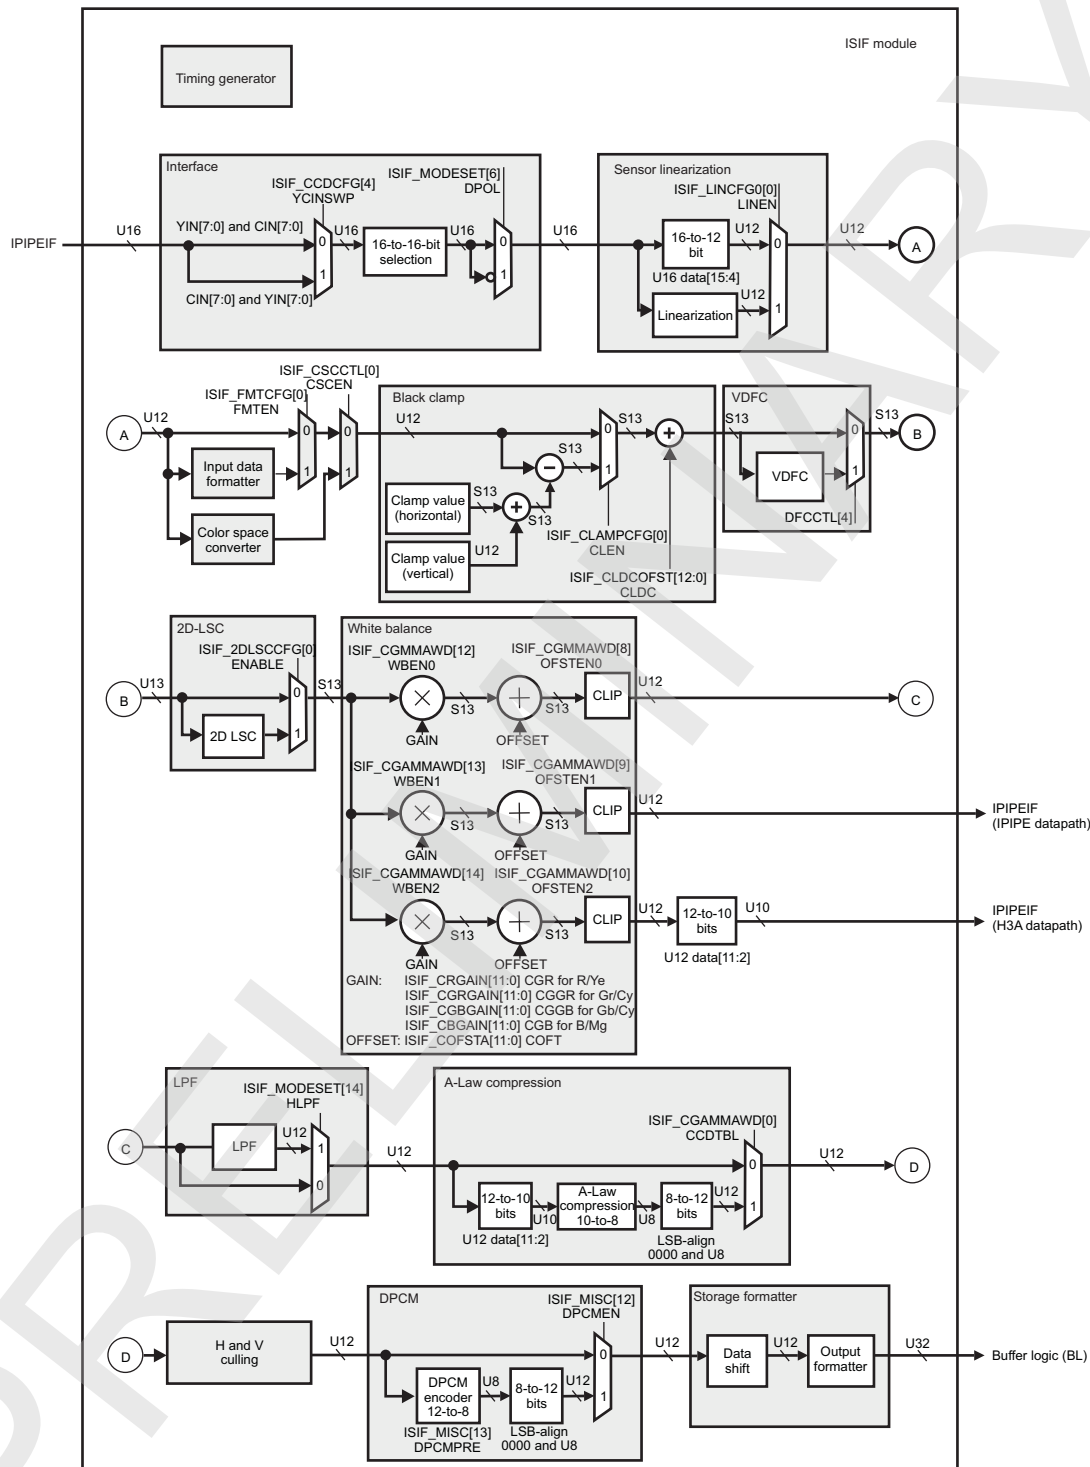 ISIF module
Timing generator
Interface
ISIF_CCDCFG[4]
YCINSWP
ISIF_MODESET[6]
DPOL
IPIPEIF
U16
YIN[7:0] and CIN[7:0]
0
1
CIN[7:0] and YIN[7:0]
U16
16-to-16-bit
selection
U16
0
1
U16
Sensor linearization
ISIF_LINCFG0[0]
LINEN
16-to-12
bit
U12
U16 data[15:4]
0
U12
Linearization
1
U12
A
A
U12
ISIF_FMTCFG[0]
FMTEN
ISIF_CSCCTL[0]
CSCEN
0
1
0
1
Input data
formatter
Color space
converter
Black clamp
U12
S13
Clamp value
(horizontal)
S13
+
S13
−
U12
Clamp value
(vertical)
0
1
S13
+
ISIF_CLAMPCFG[0]
CLEN
ISIF_CLDCOFST[12:0]
CLDC
VDFC
S13
VDFC
0
1
DFCCTL[4]
S13
B
2D-LSC
ISIF_2DLSCCFG[0]
ENABLE
B
U13
2D LSC
0
1
S13
White balance
ISIF_CGMMAWD[12]
WBEN0
ISIF_CGMMAWD[8]
OFSTEN0
×
S13
+
S13
CLIP
U12
C
GAIN
OFFSET
ISIF_CGAMMAWD[13]
WBEN1
ISIF_CGAMMAWD[9]
OFSTEN1
×
S13
+
S13
CLIP
U12
IPIPEIF
(IPIPE datapath)
GAIN
OFFSET
ISIF_CGAMMAWD[14]
WBEN2
ISIF_CGAMMAWD[10]
OFSTEN2
×
S13
+
S13
CLIP
U12
12-to-10
bits
U12 data[11:2]
U10
IPIPEIF
(H3A datapath)
GAIN
OFFSET
GAIN: ISIF_CRGAIN[11:0] CGR for R/Ye
ISIF_CGRGAIN[11:0] CGGR for Gr/Cy
ISIF_CGBGAIN[11:0] CGGB for Gb/Cy
ISIF_CBGAIN[11:0] CGB for B/Mg
OFFSET: ISIF_COFSTA[11:0] COFT
LPF
ISIF_MODESET[14]
HLPF
C
LPF
U12
1
0
U12
A-Law compression
ISIF_CGAMMAWD[0]
CCDTBL
12-to-10
bits
U12 data[11:2]
U10
A-Law
compression
10-to-8
U8
8-to-12
bits
LSB-align
0000 and U8
U12
0
1
U12
D
D
H and V
culling
U12
DPCM
ISIF_MISC[12]
DPCMEN
DPCM
encoder
12-to-8
ISIF_MISC[13]
DPCMPRE
U8
8-to-12
bits
LSB-align
0000 and U8
U12
0
1
U12
Storage formatter
Data
shift
U12
Output
formatter
U32
Buffer logic (BL)
PRELIMINARY